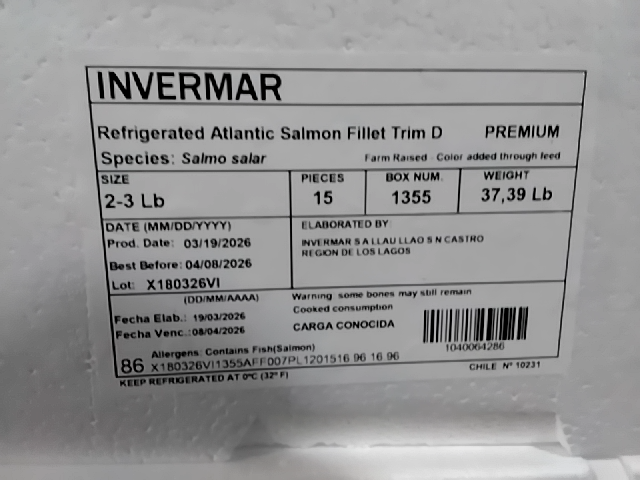 INVERMAR
Refrigerated Atlantic Salmon Fillet Trim D PREMIUM
Species: Salmo salar Farm Raised - Color added through feed
SIZE PIECES BOX NUM. WEIGHT
2-3 Lb 15 1355 37,39 Lb
DATE (MM/DD/YYYY) ELABORATED BY
Prod. Date: 03/19/2026 INVERMAR S A LLAU LLAO S N CASTRO
REGION DE LOS LAGOS
Best Before: 04/08/2026
Lot: X180326VI
(DD/MM/AAAA) Warning some bones may still remain
Cooked consumption
Fecha Elab.: 19/03/2026
Fecha Venc.: 08/04/2026 CARGA CONOCIDA
1040064286
Allergens: Contains Fish(Salmon)
86 X180326VI1355AFF007PL1201516 96 16 96
CHILE Nº 10231
KEEP REFRIGERATED AT 0ºC (32º F)